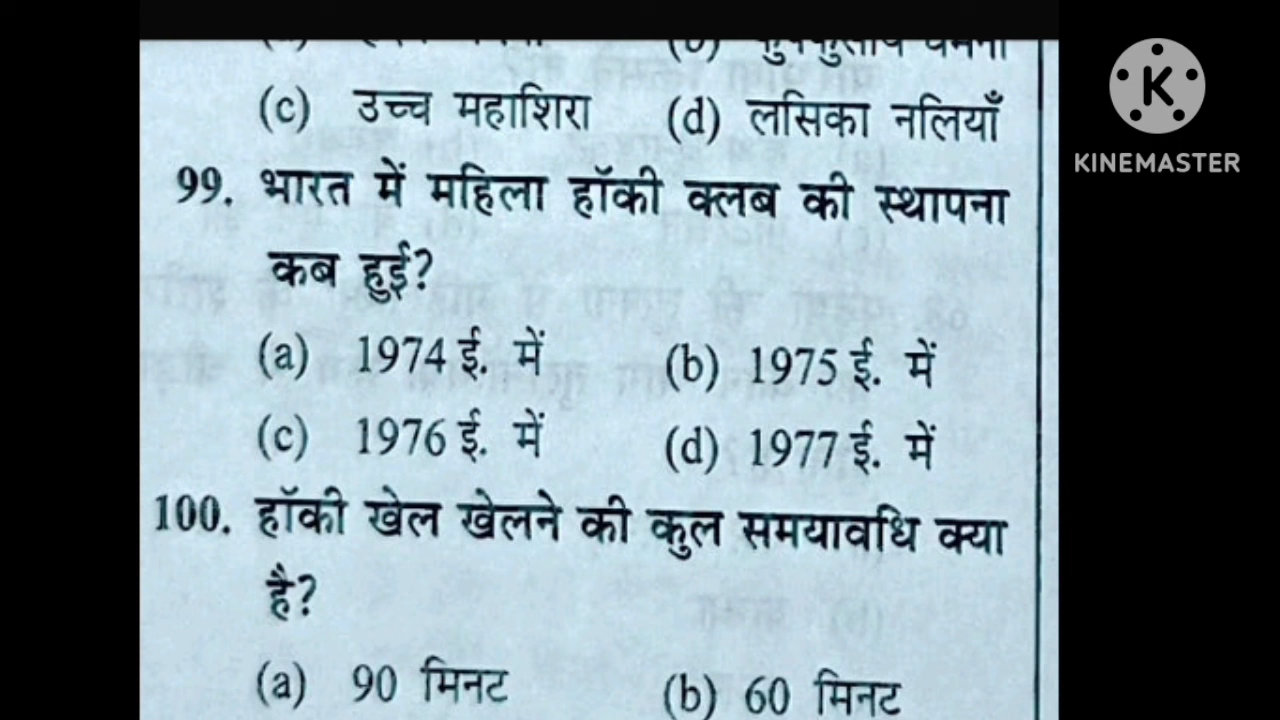 (b)
(c) उच्च महाशिरा (d) लसिका नलियाँ
KINEMASTER
99. भारत में महिला हॉकी क्लब की स्थापना
कब हुई?
(a) 1974 ई. में (b) 1975 ई. में
(c) 1976 ई. में (d) 1977 ई. में
100. हॉकी खेल खेलने की कुल समयावधि क्या
है?
(a) 90 मिनट (b) 60 मिनट